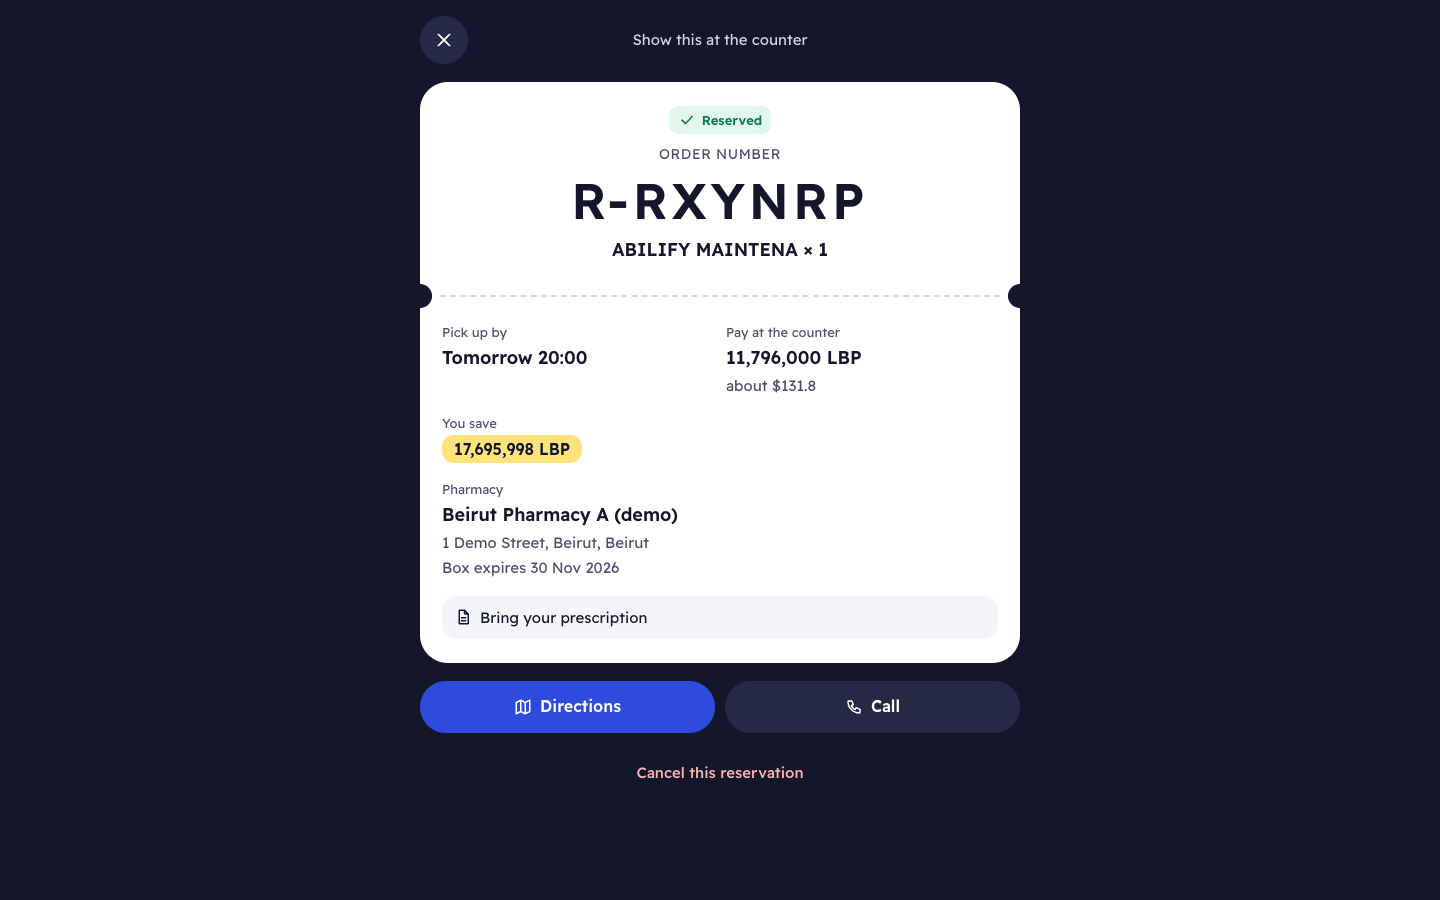 Show this at the counter
Reserved
ORDER NUMBER
R-RXYNRP
ABILIFY MAINTENA × 1
Pick up by
Tomorrow 20:00
Pay at the counter
11,796,000 LBP
about $131.8
You save
17,695,998 LBP
Pharmacy
Beirut Pharmacy A (demo)
1 Demo Street, Beirut, Beirut
Box expires 30 Nov 2026
Bring your prescription
Directions
Call
Cancel this reservation